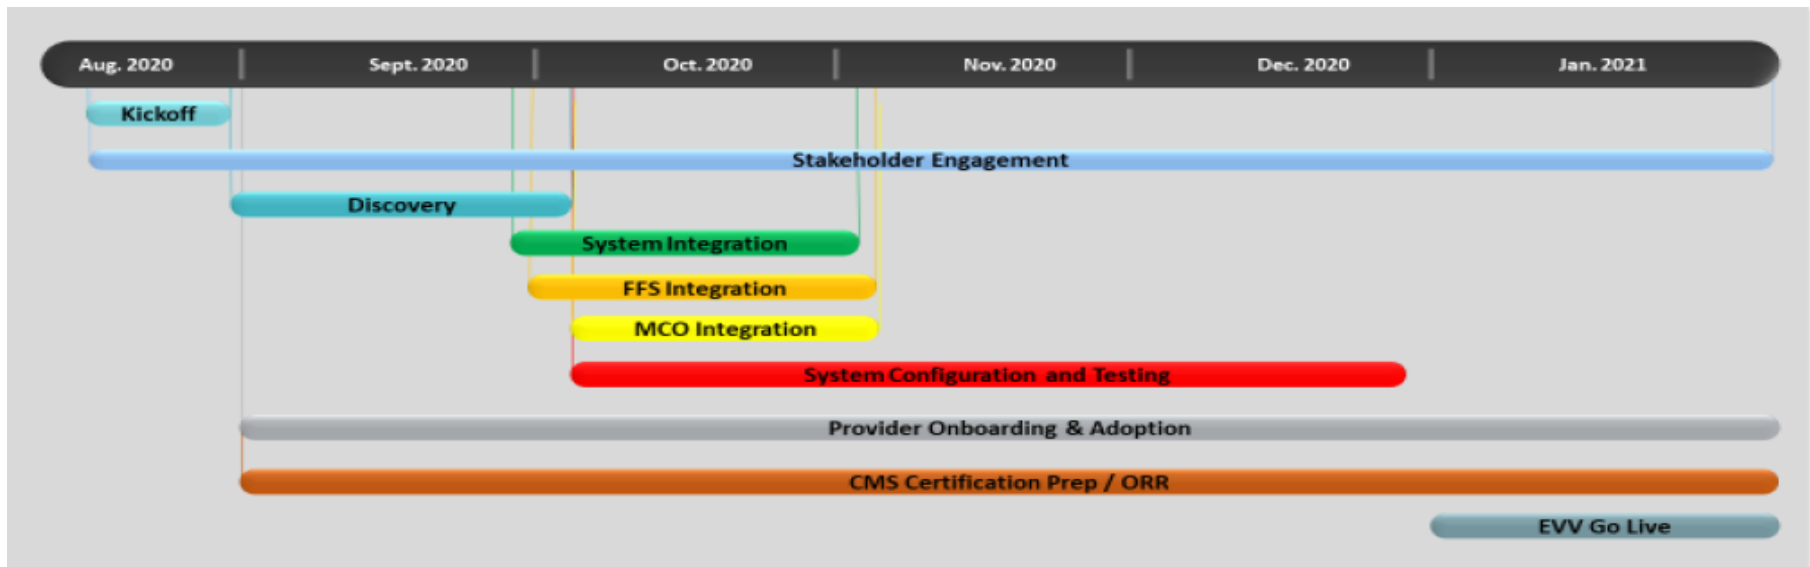 Aug. 2020 Sept. 2020 Oct. 2020 Nov. 2020 Dec. 2020 Jan. 2021
Kickoff
Stakeholder Engagement
Discovery
System Integration
FFS Integration
MCO Integration
System Configuration and Testing
Provider Onboarding & Adoption
CMS Certification Prep / ORR
EVV Go Live